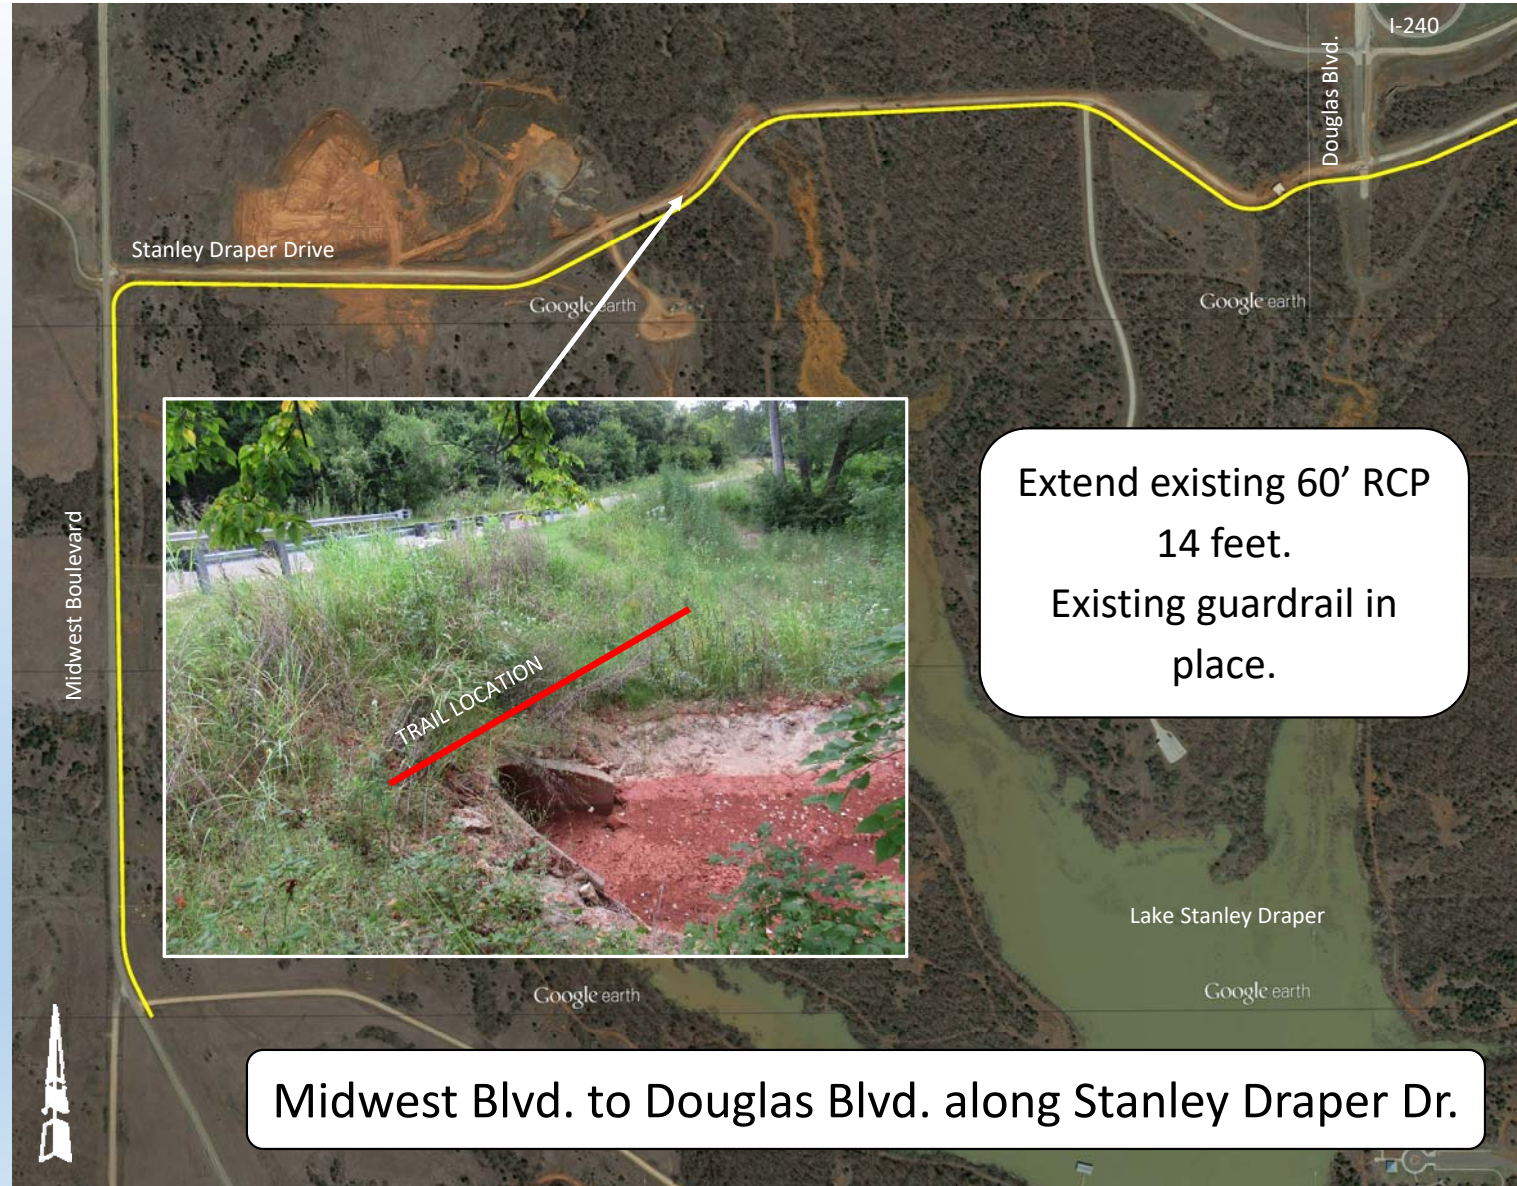 I-240
Douglas Blvd.
Stanley Draper Drive
Google earth
Google earth
Midwest Boulevard
Extend existing 60’ RCP
14 feet.
Existing guardrail in
place.
TRAIL LOCATION
Lake Stanley Draper
Google earth
Google earth
Midwest Blvd. to Douglas Blvd. along Stanley Draper Dr.